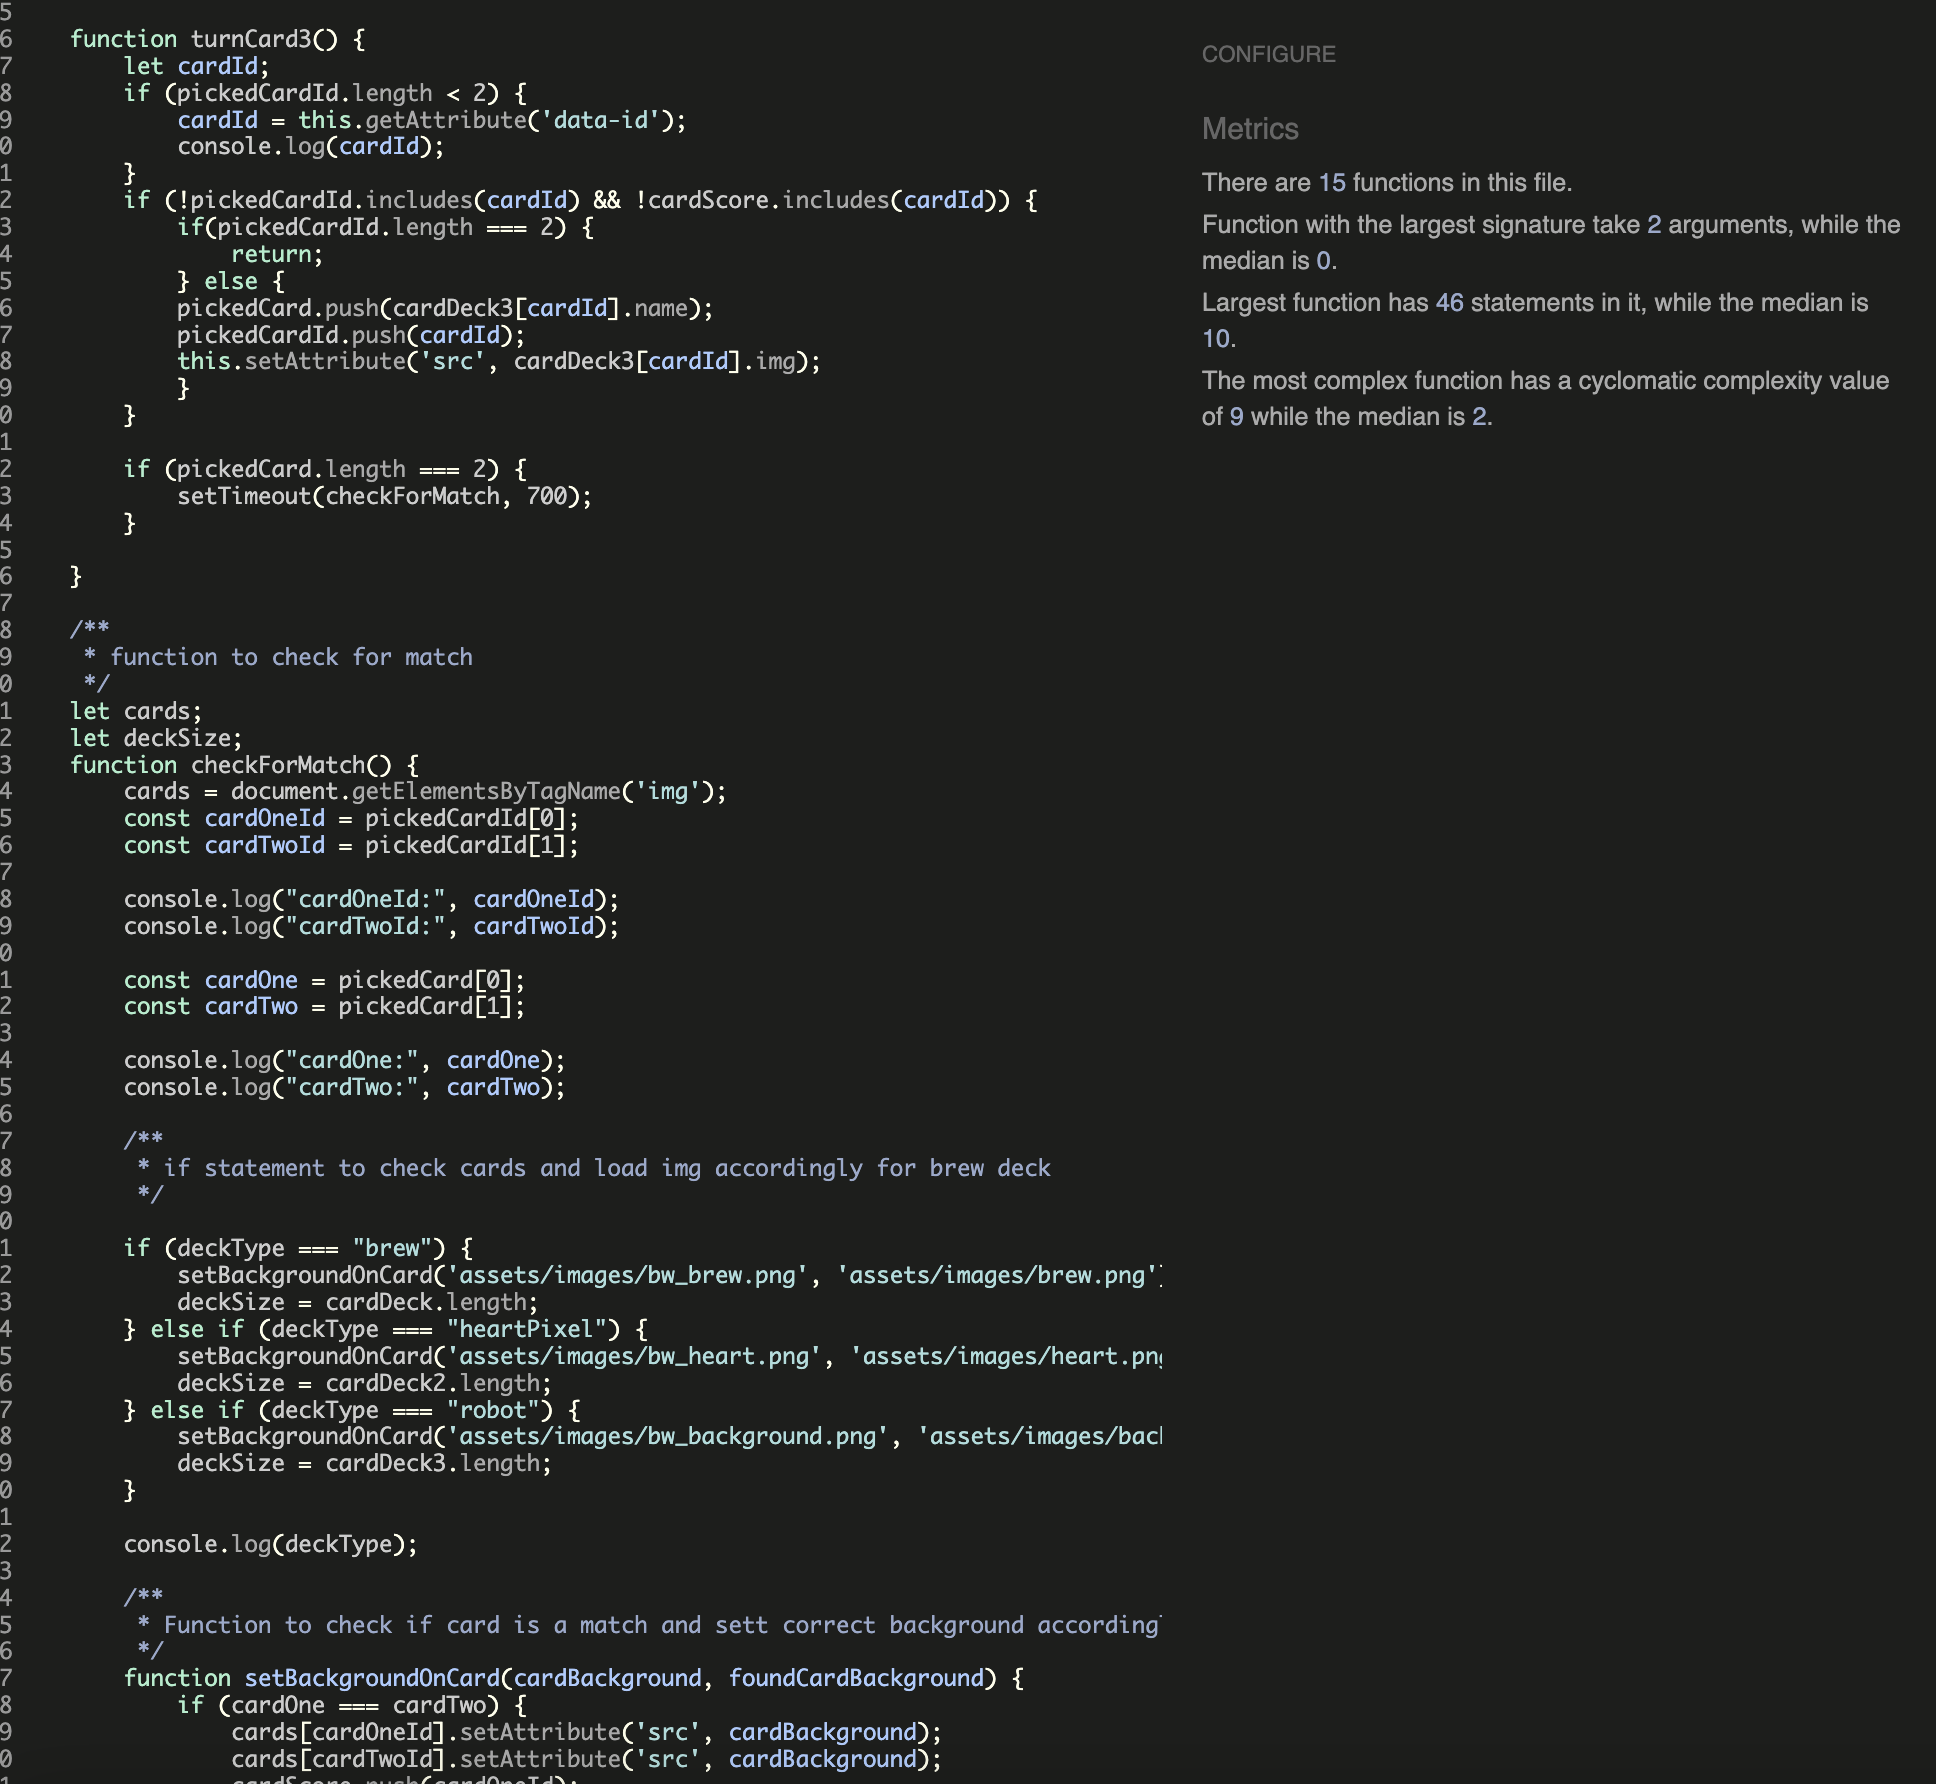 5
6 function turnCard3() {
7 let cardId;
8 if (pickedCardId.length < 2) {
9 cardId = this.getAttribute('data-id');
0 console.log(cardId);
1 }
2 if (!pickedCardId.includes(cardId) && !cardScore.includes(cardId)) {
3 if(pickedCardId.length === 2) {
4 return;
5 } else {
6 pickedCard.push(cardDeck3[cardId].name);
7 pickedCardId.push(cardId);
8 this.setAttribute('src', cardDeck3[cardId].img);
9 }
0 }
1
2 if (pickedCard.length === 2) {
3 setTimeout(checkForMatch, 700);
4 }
5
6 }
7
8 /**
9 * function to check for match
0 */
1 let cards;
2 let deckSize;
3 function checkForMatch() {
4 cards = document.getElementsByTagName('img');
5 const cardOneId = pickedCardId[0];
6 const cardTwoId = pickedCardId[1];
7
8 console.log("cardOneId:", cardOneId);
9 console.log("cardTwoId:", cardTwoId);
0
1 const cardOne = pickedCard[0];
2 const cardTwo = pickedCard[1];
3
4 console.log("cardOne:", cardOne);
5 console.log("cardTwo:", cardTwo);
6
7 /**
8 * if statement to check cards and load img accordingly for brew deck
9 */
0
1 if (deckType === "brew") {
2 setBackgroundOnCard('assets/images/bw_brew.png', 'assets/images/brew.png'
3 deckSize = cardDeck.length;
4 } else if (deckType === "heartPixel") {
5 setBackgroundOnCard('assets/images/bw_heart.png', 'assets/images/heart.png
6 deckSize = cardDeck2.length;
7 } else if (deckType === "robot") {
8 setBackgroundOnCard('assets/images/bw_background.png', 'assets/images/back
9 deckSize = cardDeck3.length;
0 }
1
2 console.log(deckType);
3
4 /**
5 * Function to check if card is a match and sett correct background according
6 */
7 function setBackgroundOnCard(cardBackground, foundCardBackground) {
8 if (cardOne === cardTwo) {
9 cards[cardOneId].setAttribute('src', cardBackground);
0 cards[cardTwoId].setAttribute('src', cardBackground);
1 cardScore.push(cardOneId);
CONFIGURE
Metrics
There are 15 functions in this file.
Function with the largest signature take 2 arguments, while the
median is 0.
Largest function has 46 statements in it, while the median is
10.
The most complex function has a cyclomatic complexity value
of 9 while the median is 2.